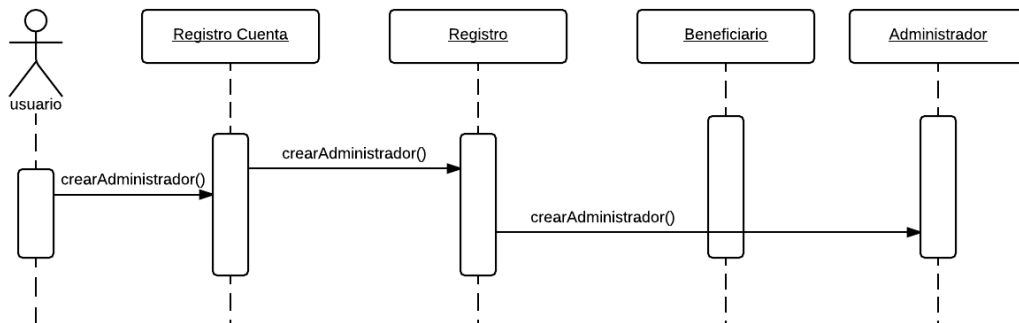 Registro Cuenta
Registro
Beneficiario
Administrador
usuario
crearAdministrador()
crearAdministrador()
crearAdministrador()